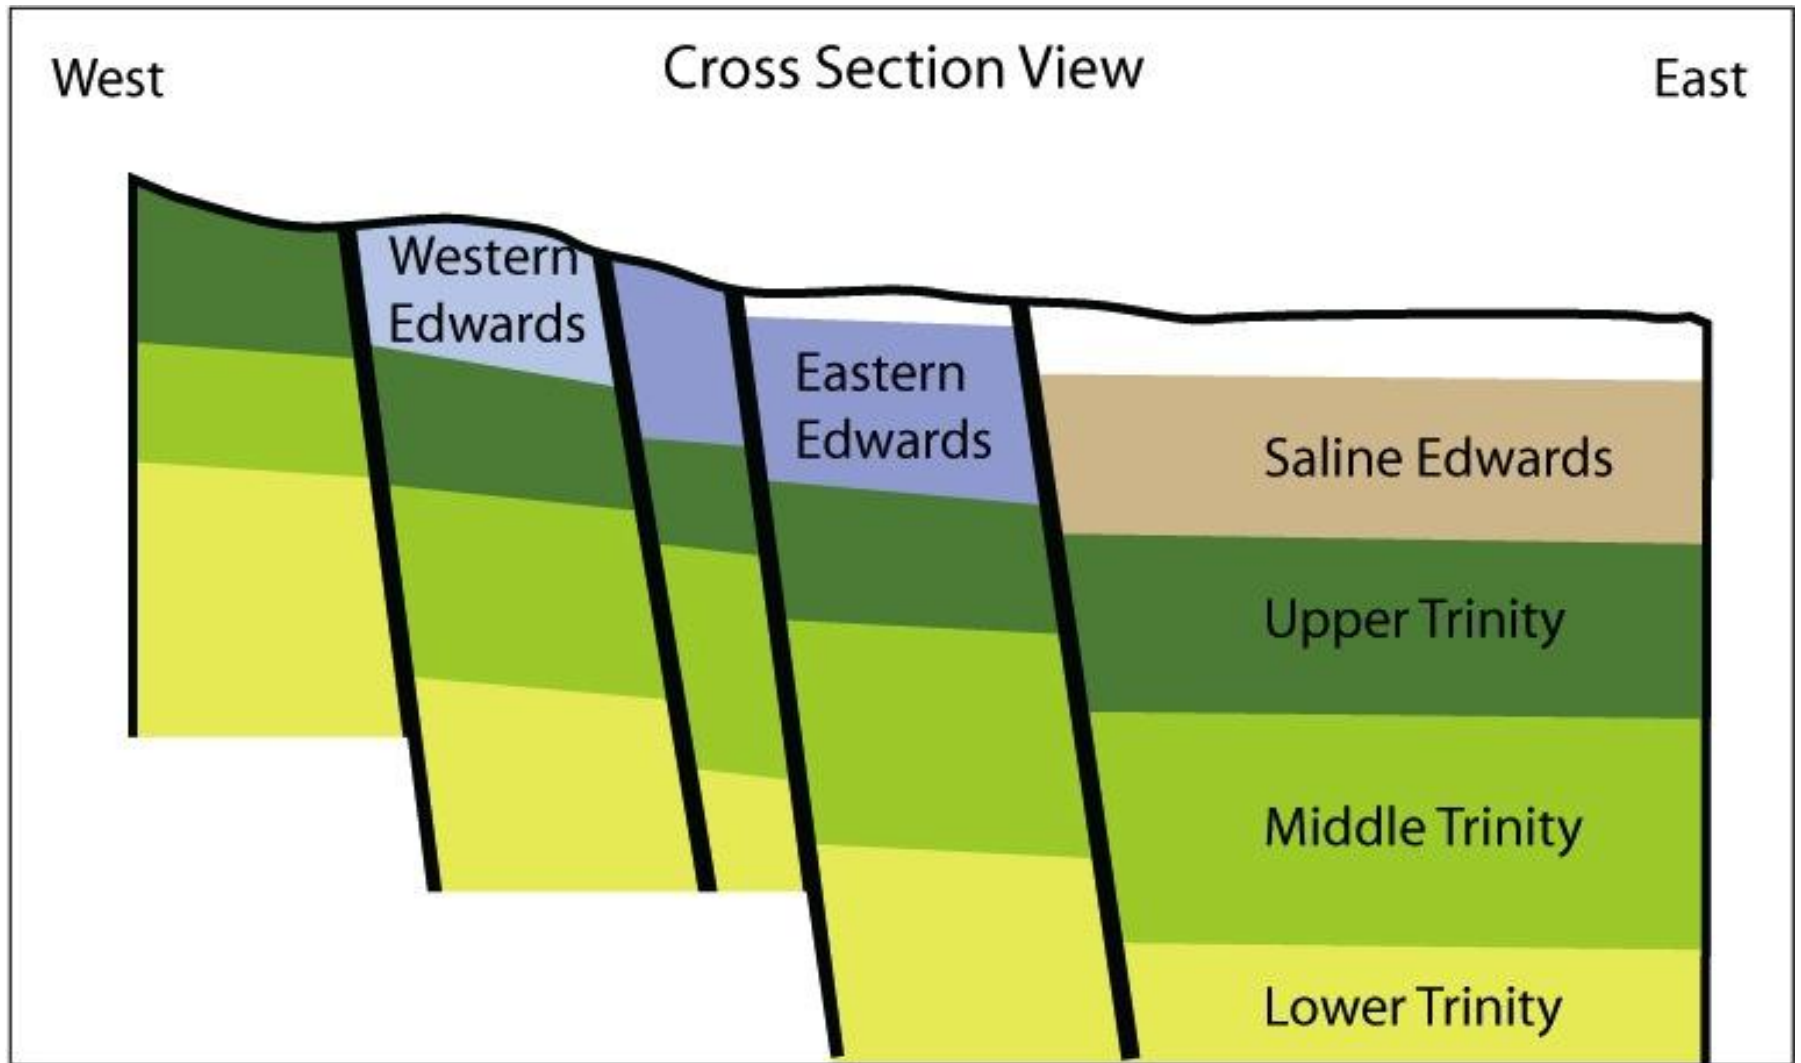 West
Cross Section View
East
Western
Edwards
Eastern
Edwards
Saline Edwards
Upper Trinity
Middle Trinity
Lower Trinity